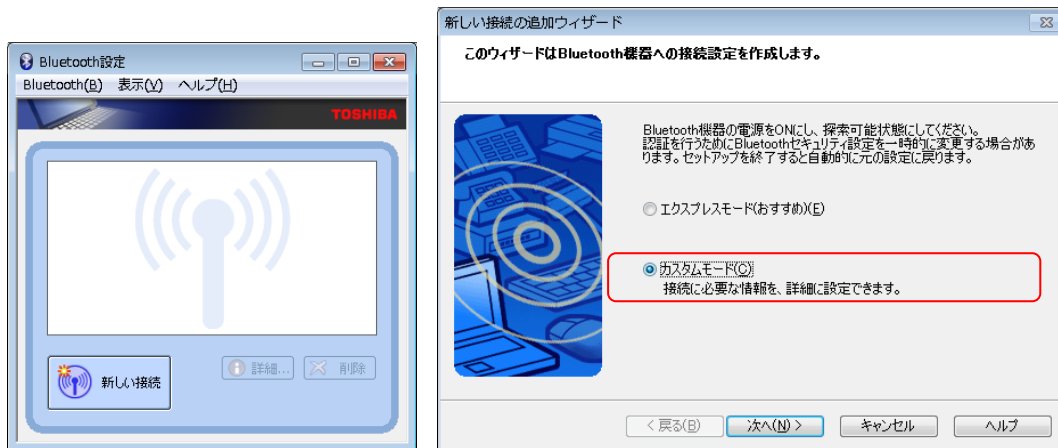 Bluetooth設定
Bluetooth(B) 表示(V) ヘルプ(H)
TOSHIBA
新しい接続
詳細...
削除
新しい接続の追加ウィザード
このウィザードはBluetooth機器への接続設定を作成します。
Bluetooth機器の電源をONにし、探索可能状態にしてください。
認証を行うためにBluetoothセキュリティ設定を一時的に変更する場合があ
ります。セットアップを終了すると自動的に元の設定に戻ります。
エクスプレスモード(おすすめ)(E)
カスタムモード(C)
接続に必要な情報を、詳細に設定できます。
< 戻る(B) 次へ(N) > キャンセル ヘルプ